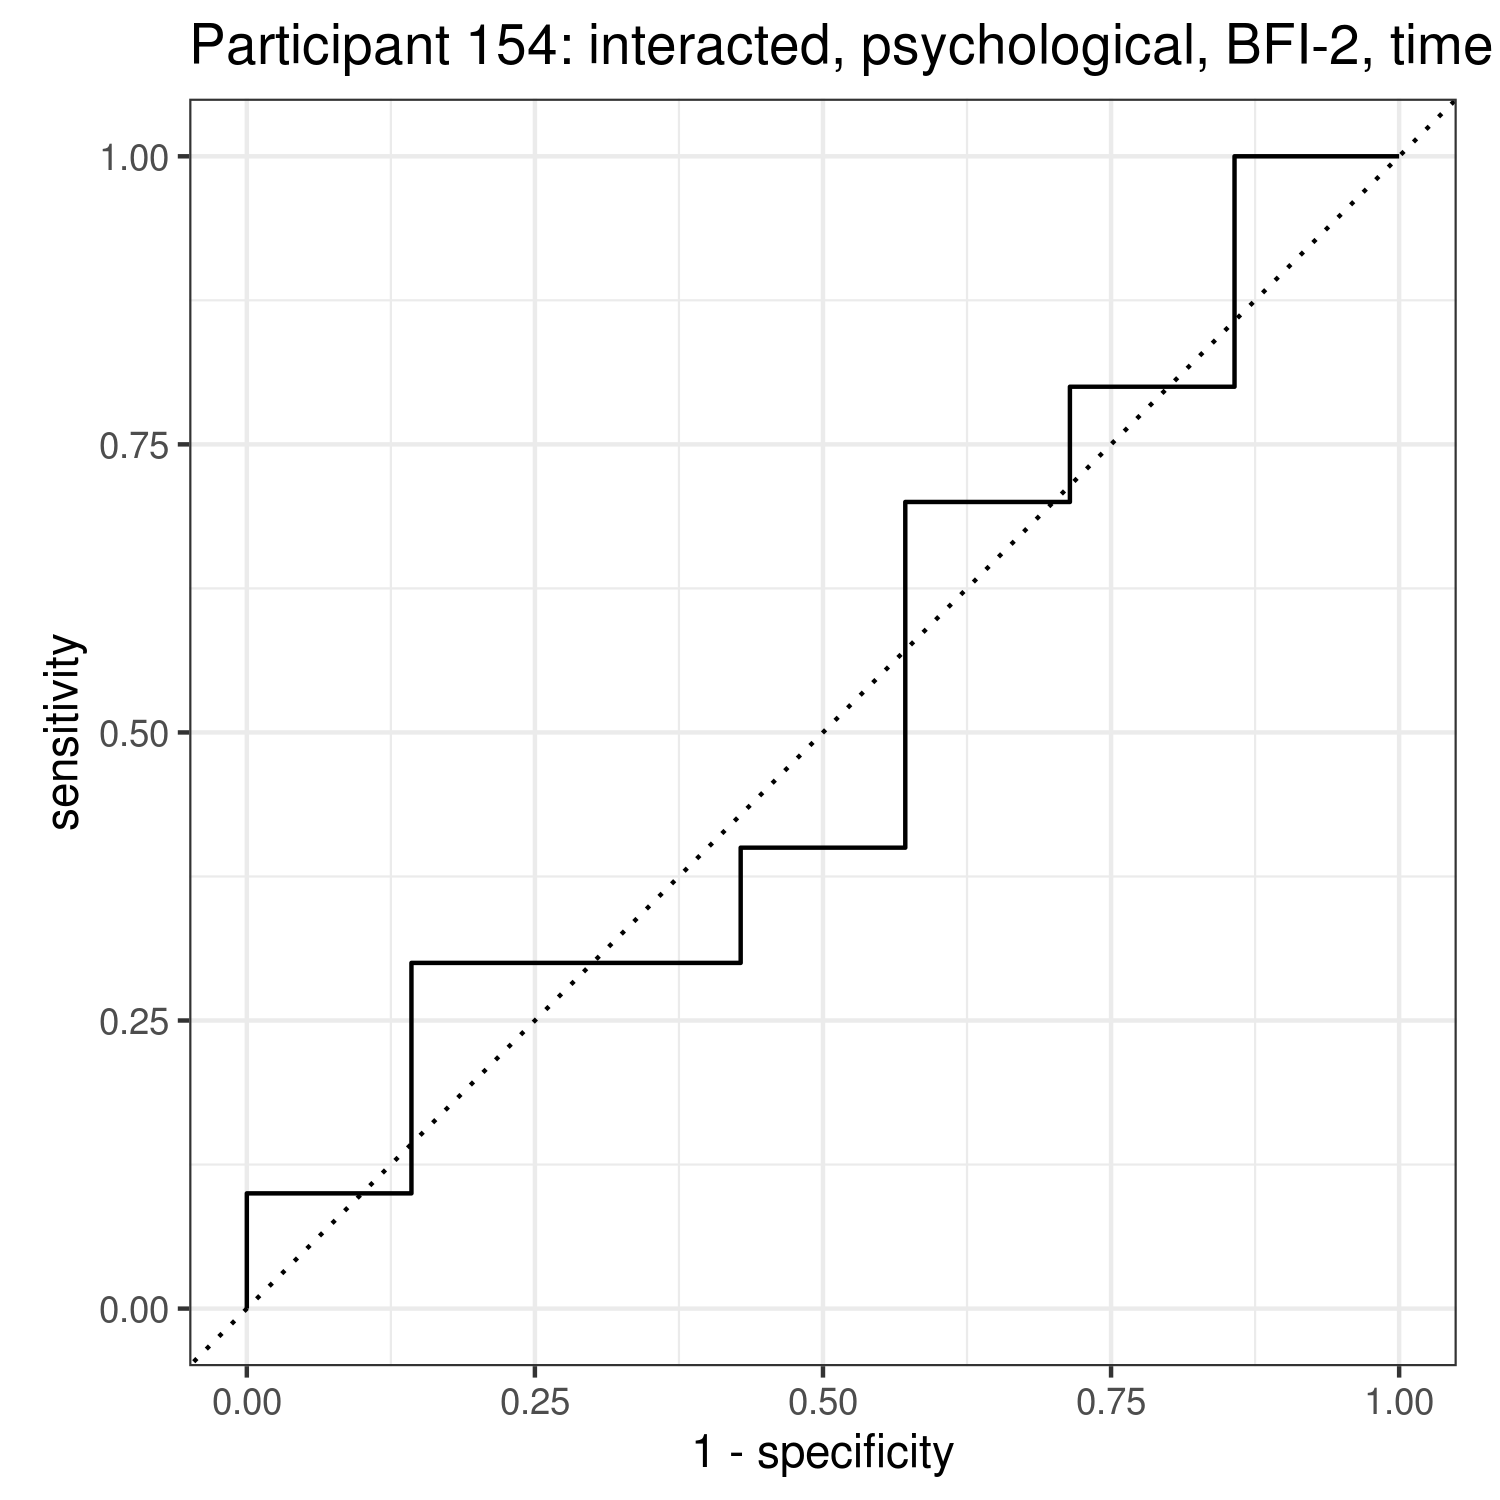 Participant 154: interacted, psychological, BFI-2, time
1.00
0.75
0.50
0.25
0.00
sensitivity
0.00 0.25 0.50 0.75 1.00
1 - specificity